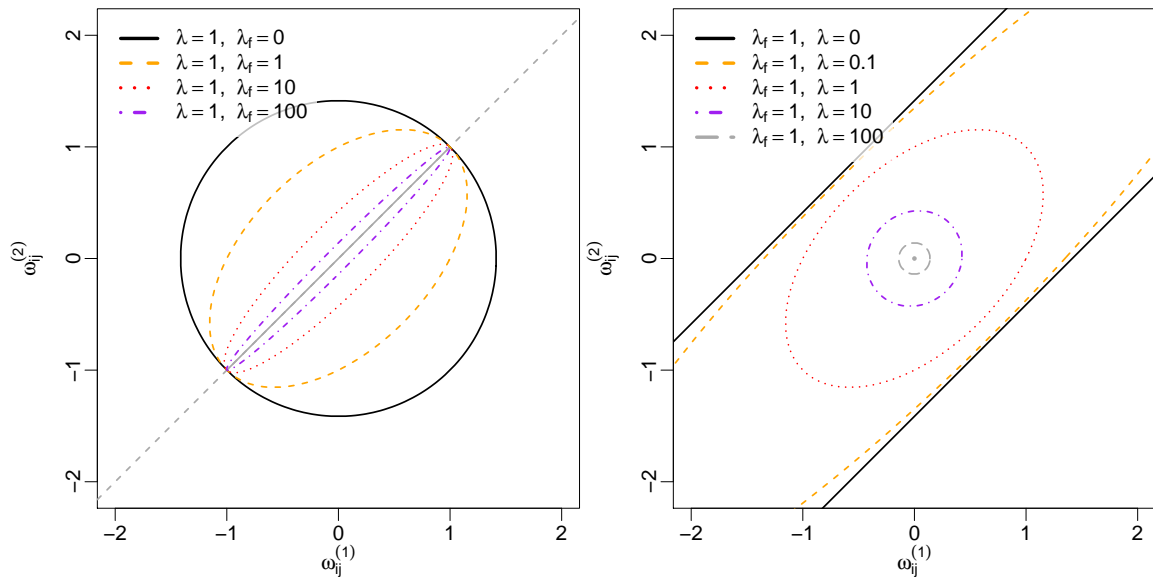 λ = 1, λf = 0
λ = 1, λf = 1
λ = 1, λf = 10
λ = 1, λf = 100
2
1
0
−1
−2
ωij(2)
−2 −1 0 1 2
ωij(1)
λf = 1, λ = 0
λf = 1, λ = 0.1
λf = 1, λ = 1
λf = 1, λ = 10
λf = 1, λ = 100
2
1
0
−1
−2
ωij(2)
−2 −1 0 1 2
ωij(1)